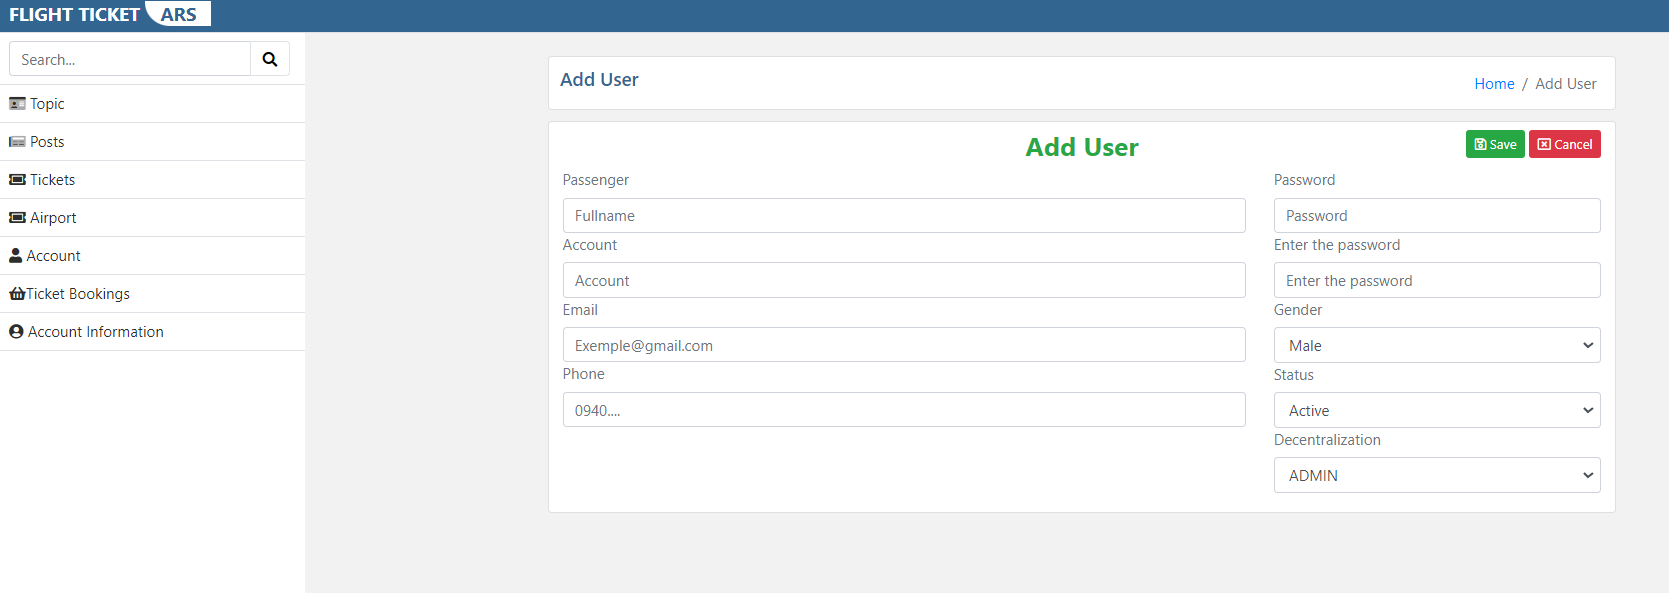 FLIGHT TICKET ARS
Search...
Topic
Posts
Tickets
Airport
Account
Ticket Bookings
Account Information
Add User
Home / Add User
Add User
Save Cancel
Passenger
Fullname
Account
Account
Email
Exemple@gmail.com
Phone
0940....
Password
Password
Enter the password
Enter the password
Gender
Male
Status
Active
Decentralization
ADMIN